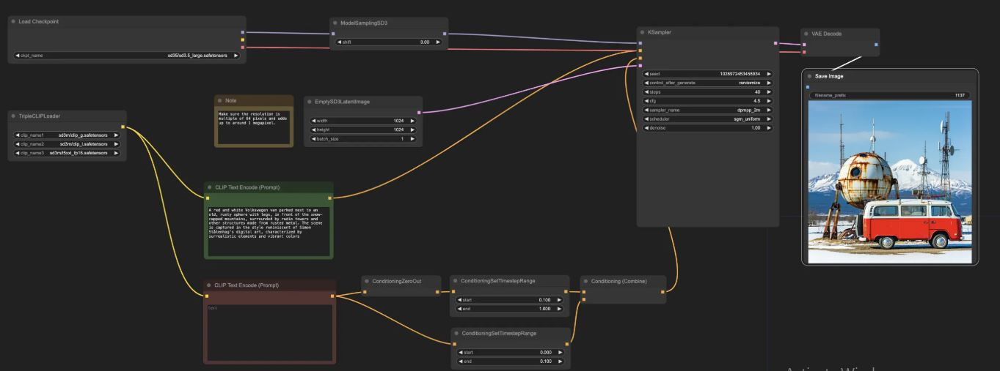 Load Checkpoint
ckpt_name sd35/sd3.5_large.safetensors
ModelSamplingSD3
shift 3.00
KSampler
seed 1028972453458934
control_after_generate randomize
steps 40
cfg 4.5
sampler_name dpmpp_2m
scheduler sgm_uniform
denoise 1.00
VAE Decode
Save Image
filename_prefix 1137
Note
Make sure the resolution is
multiple of 64 pixels and adds
up to around 1 megapixel.
EmptySD3LatentImage
width 1024
height 1024
batch_size 1
TripleCLIPLoader
clip_name1 sd3m/clip_g.safetensors
clip_name2 sd3m/clip_l.safetensors
clip_name3 sd3m/t5xxl_fp16.safetensors
CLIP Text Encode (Prompt)
A red and white Volkswagen van parked next to an
old, rusty sphere with legs, in front of the snow-
capped mountains, surrounded by radio towers and
other structures made from rusted metal. The scene
is captured in the style reminiscent of Simon
Stålenhag's digital art, characterized by
surrealistic elements and vibrant colors
CLIP Text Encode (Prompt)
text
ConditioningZeroOut
ConditioningSetTimestepRange
start 0.100
end 1.000
Conditioning (Combine)
ConditioningSetTimestepRange
start 0.000
end 0.100